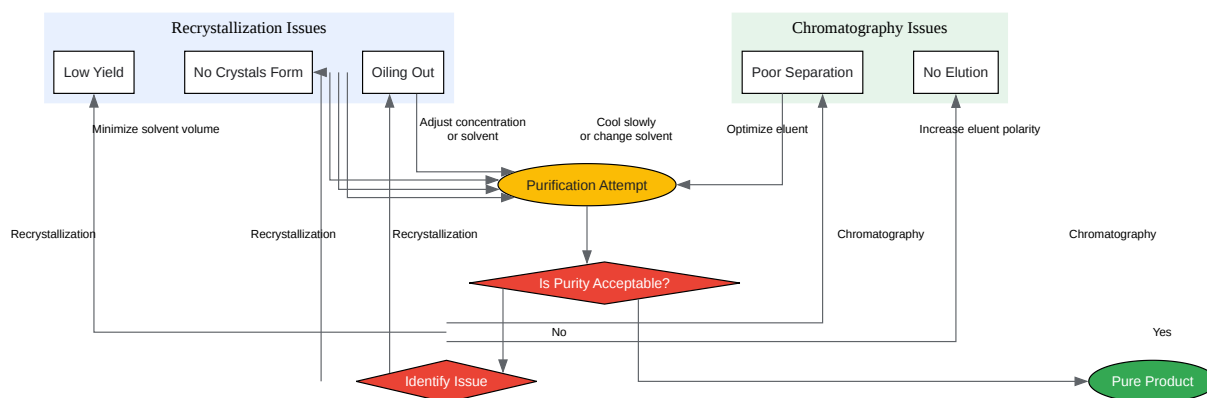 Recrystallization Issues
Chromatography Issues
Low Yield
No Crystals Form
Oiling Out
Poor Separation
No Elution
Minimize solvent volume
Adjust concentration
or solvent
Cool slowly
or change solvent
Optimize eluent
Increase eluent polarity
Purification Attempt
Recrystallization
Recrystallization
Recrystallization
Chromatography
Chromatography
Is Purity Acceptable?
No
Yes
Identify Issue
Pure Product